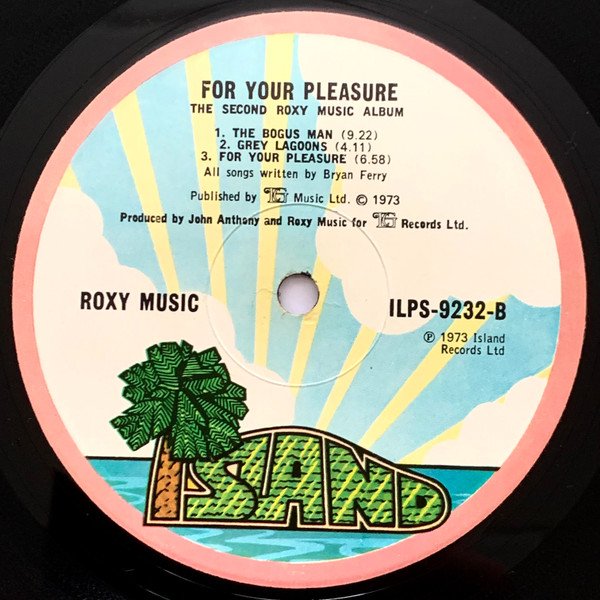 FOR YOUR PLEASURE
THE SECOND ROXY MUSIC ALBUM
1. THE BOGUS MAN (9.22)
2. GREY LAGOONS (4.11)
3. FOR YOUR PLEASURE (6.58)
All songs written by Bryan Ferry
Published by EG Music Ltd. © 1973
Produced by John Anthony and Roxy Music for EG Records Ltd.
ROXY MUSIC
ILPS-9232-B
℗ 1973 Island
Records Ltd
ISLAND